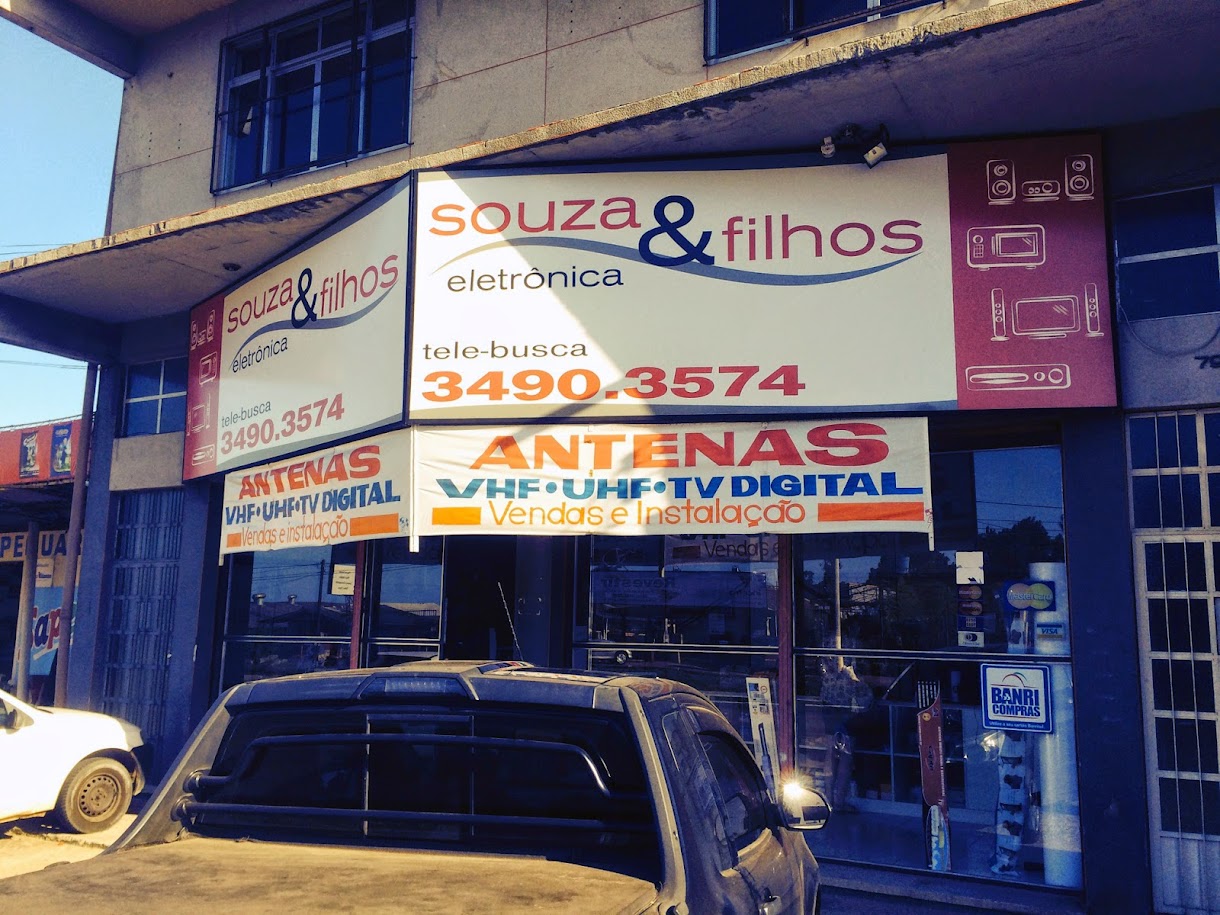 souza & filhos
eletrônica
tele-busca
3490.3574
ANTENAS
VHF • UHF • TV DIGITAL
Vendas e Instalação
souza & filhos
eletrônica
tele-busca
3490.3574
ANTENAS
VHF • UHF • TV DIGITAL
Vendas e Instalação
Vendas e
VISA
BANRI
COMPRAS